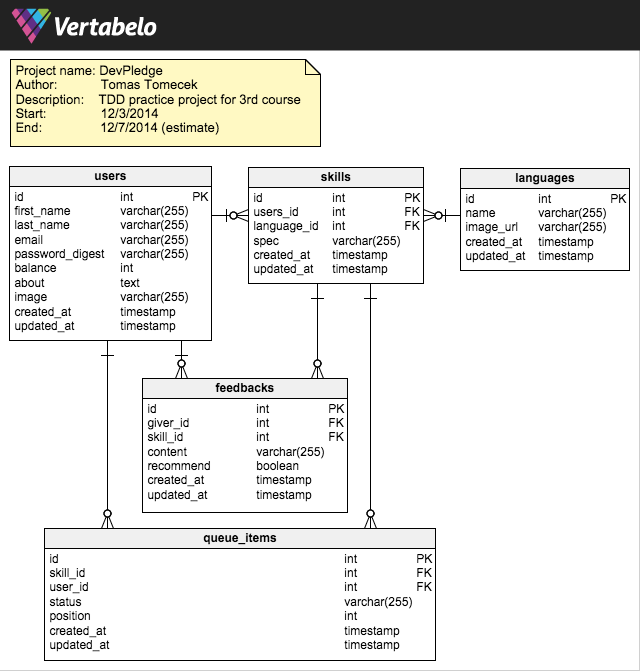 Vertabelo
Project name: DevPledge
Author: Tomas Tomecek
Description: TDD practice project for 3rd course
Start: 12/3/2014
End: 12/7/2014 (estimate)
users
id int PK
first_name varchar(255)
last_name varchar(255)
email varchar(255)
password_digest varchar(255)
balance int
about text
image varchar(255)
created_at timestamp
updated_at timestamp
skills
id int PK
users_id int FK
language_id int FK
spec varchar(255)
created_at timestamp
updated_at timestamp
languages
id int PK
name varchar(255)
image_url varchar(255)
created_at timestamp
updated_at timestamp
feedbacks
id int PK
giver_id int FK
skill_id int FK
content varchar(255)
recommend boolean
created_at timestamp
updated_at timestamp
queue_items
id int PK
skill_id int FK
user_id int FK
status varchar(255)
position int
created_at timestamp
updated_at timestamp